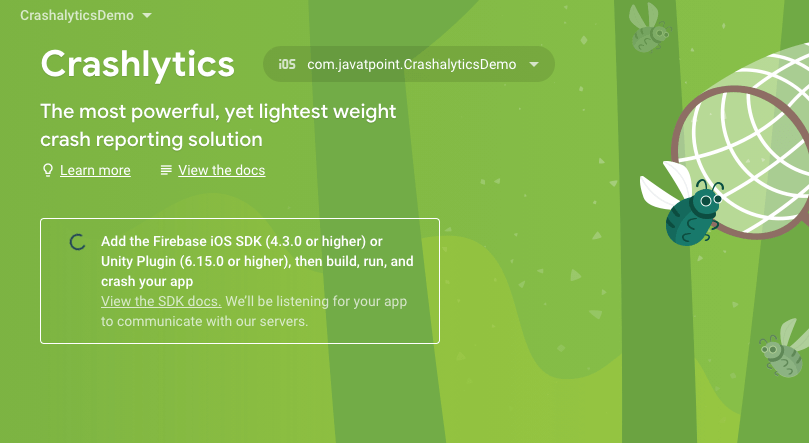 CrashalyticsDemo
Crashlytics
iOS com.javatpoint.CrashalyticsDemo
The most powerful, yet lightest weight
crash reporting solution
Learn more View the docs
Add the Firebase iOS SDK (4.3.0 or higher) or
Unity Plugin (6.15.0 or higher), then build, run, and
crash your app
View the SDK docs. We'll be listening for your app
to communicate with our servers.